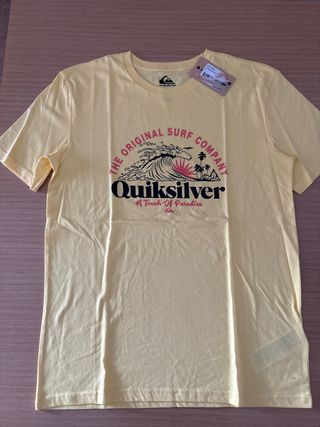 THE ORIGINAL SURF COMPANY
Quiksilver
A Touch Of Paradise